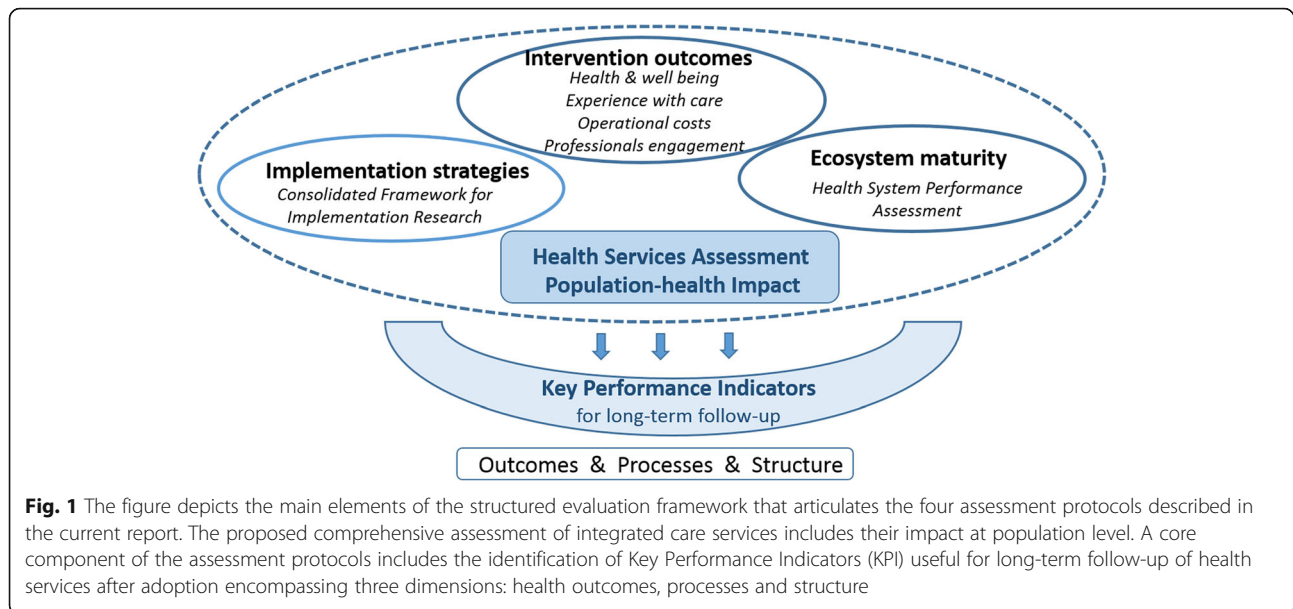 Intervention outcomes
Health & well being
Experience with care
Operational costs
Professionals engagement
Implementation strategies
Consolidated Framework for
Implementation Research
Ecosystem maturity
Health System Performance
Assessment
Health Services Assessment
Population-health Impact
Key Performance Indicators
for long-term follow-up
Outcomes & Processes & Structure
Fig. 1 The figure depicts the main elements of the structured evaluation framework that articulates the four assessment protocols described in
the current report. The proposed comprehensive assessment of integrated care services includes their impact at population level. A core
component of the assessment protocols includes the identification of Key Performance Indicators (KPI) useful for long-term follow-up of health
services after adoption encompassing three dimensions: health outcomes, processes and structure